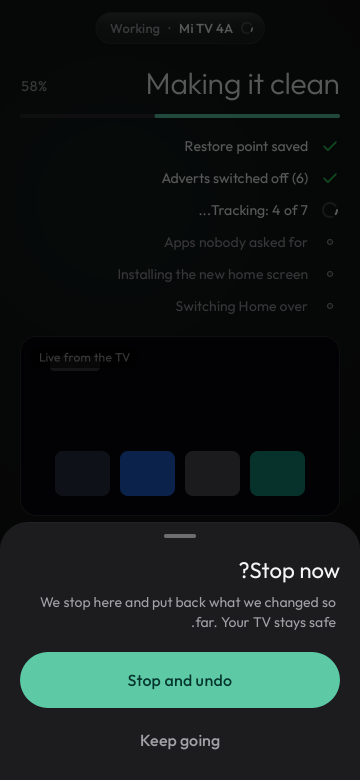 Working · Mi TV 4A
58%
Making it clean
Restore point saved
Adverts switched off (6)
...Tracking: 4 of 7
Apps nobody asked for
Installing the new home screen
Switching Home over
Live from the TV
?Stop now
We stop here and put back what we changed so
.far. Your TV stays safe
Stop and undo
Keep going